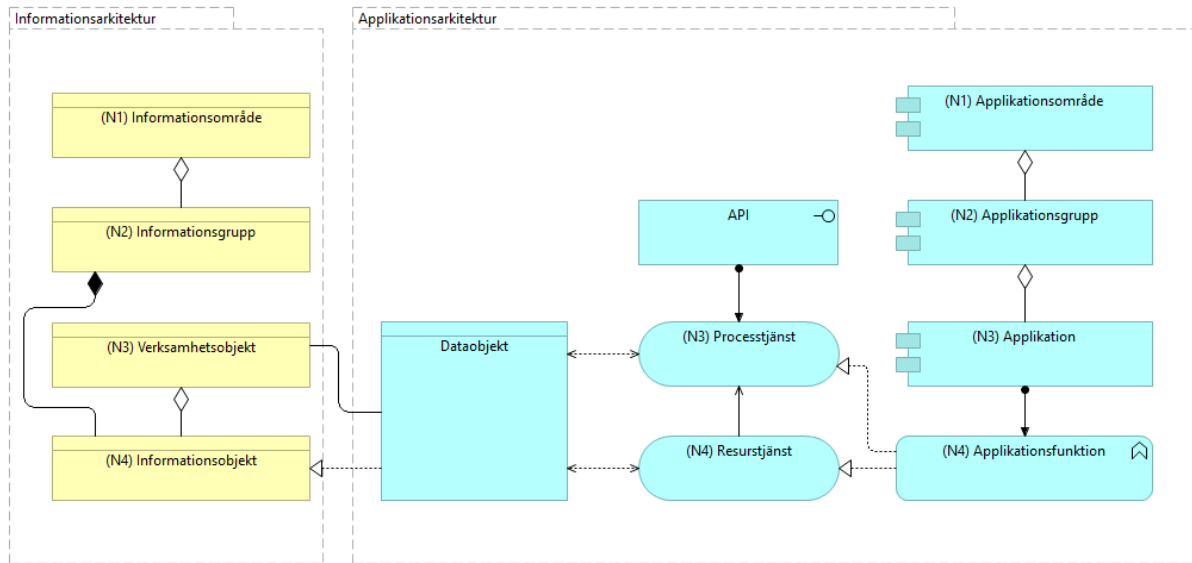 Informationsarkitektur
Applikationsarkitektur
(N1) Informationsområde
(N1) Applikationsområde
(N2) Informationsgrupp
API
(N2) Applikationsgrupp
(N3) Verksamhetsobjekt
Dataobjekt
(N3) Processtjänst
(N3) Applikation
(N4) Informationsobjekt
(N4) Resurstjänst
(N4) Applikationsfunktion